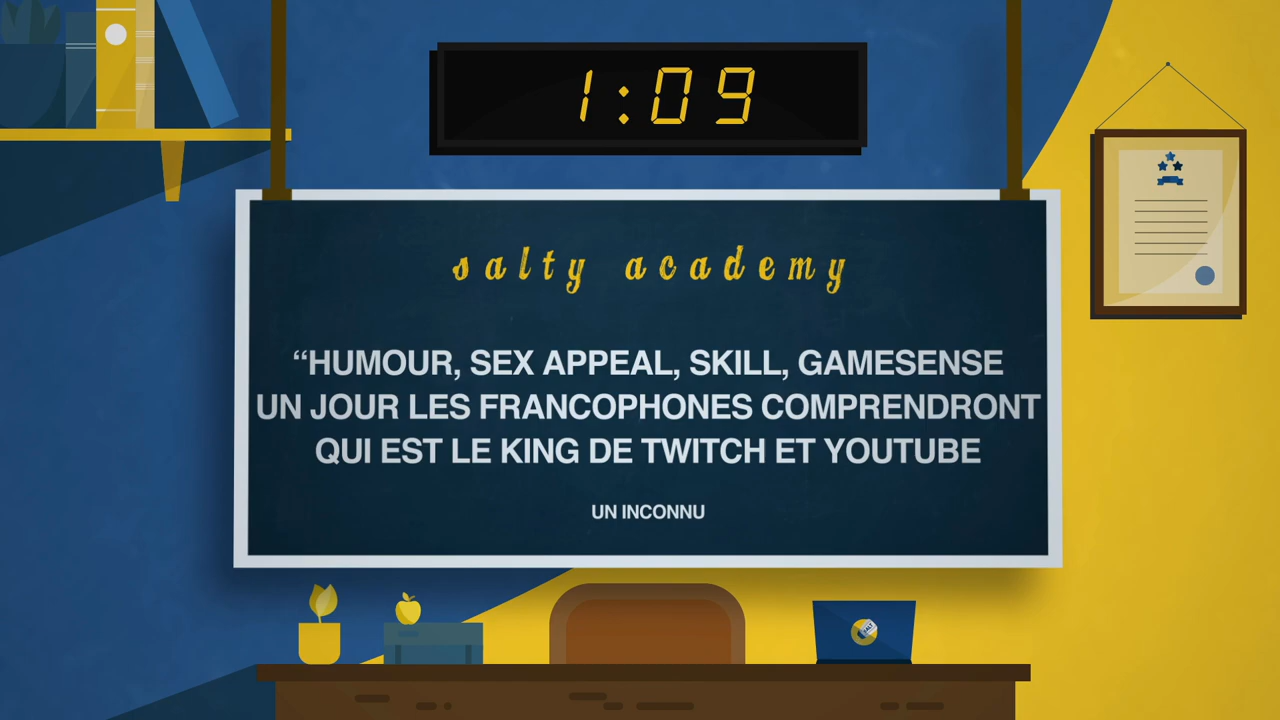 1:09
salty academy
“HUMOUR, SEX APPEAL, SKILL, GAMESENSE
UN JOUR LES FRANCOPHONES COMPRENDRONT
QUI EST LE KING DE TWITCH ET YOUTUBE
UN INCONNU